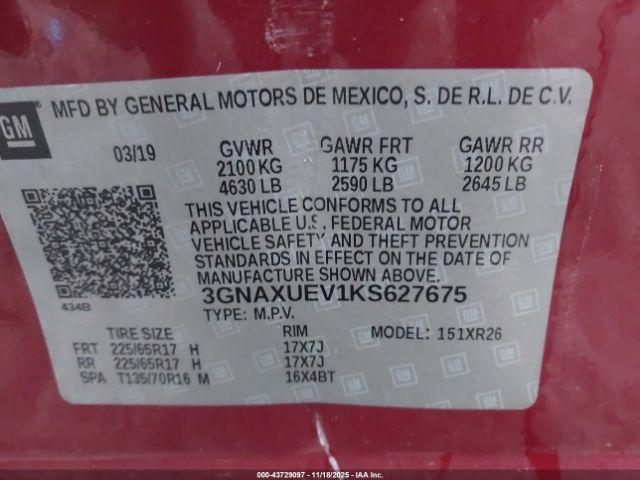 GM
MFD BY GENERAL MOTORS DE MEXICO, S. DE R.L. DE C.V.
03/19 GVWR GAWR FRT GAWR RR
2100 KG 1175 KG 1200 KG
4630 LB 2590 LB 2645 LB
THIS VEHICLE CONFORMS TO ALL
APPLICABLE U.S. FEDERAL MOTOR
VEHICLE SAFETY AND THEFT PREVENTION
STANDARDS IN EFFECT ON THE DATE OF
MANUFACTURE SHOWN ABOVE.
434B
3GNAXUEV1KS627675
TYPE: M.P.V.
TIRE SIZE RIM MODEL: 151XR26
FRT 225/65R17 H 17X7J
RR 225/65R17 H 17X7J
SPA T135/70R16 M 16X4BT
000-43729097 - 11/18/2025 - IAAI, Inc.